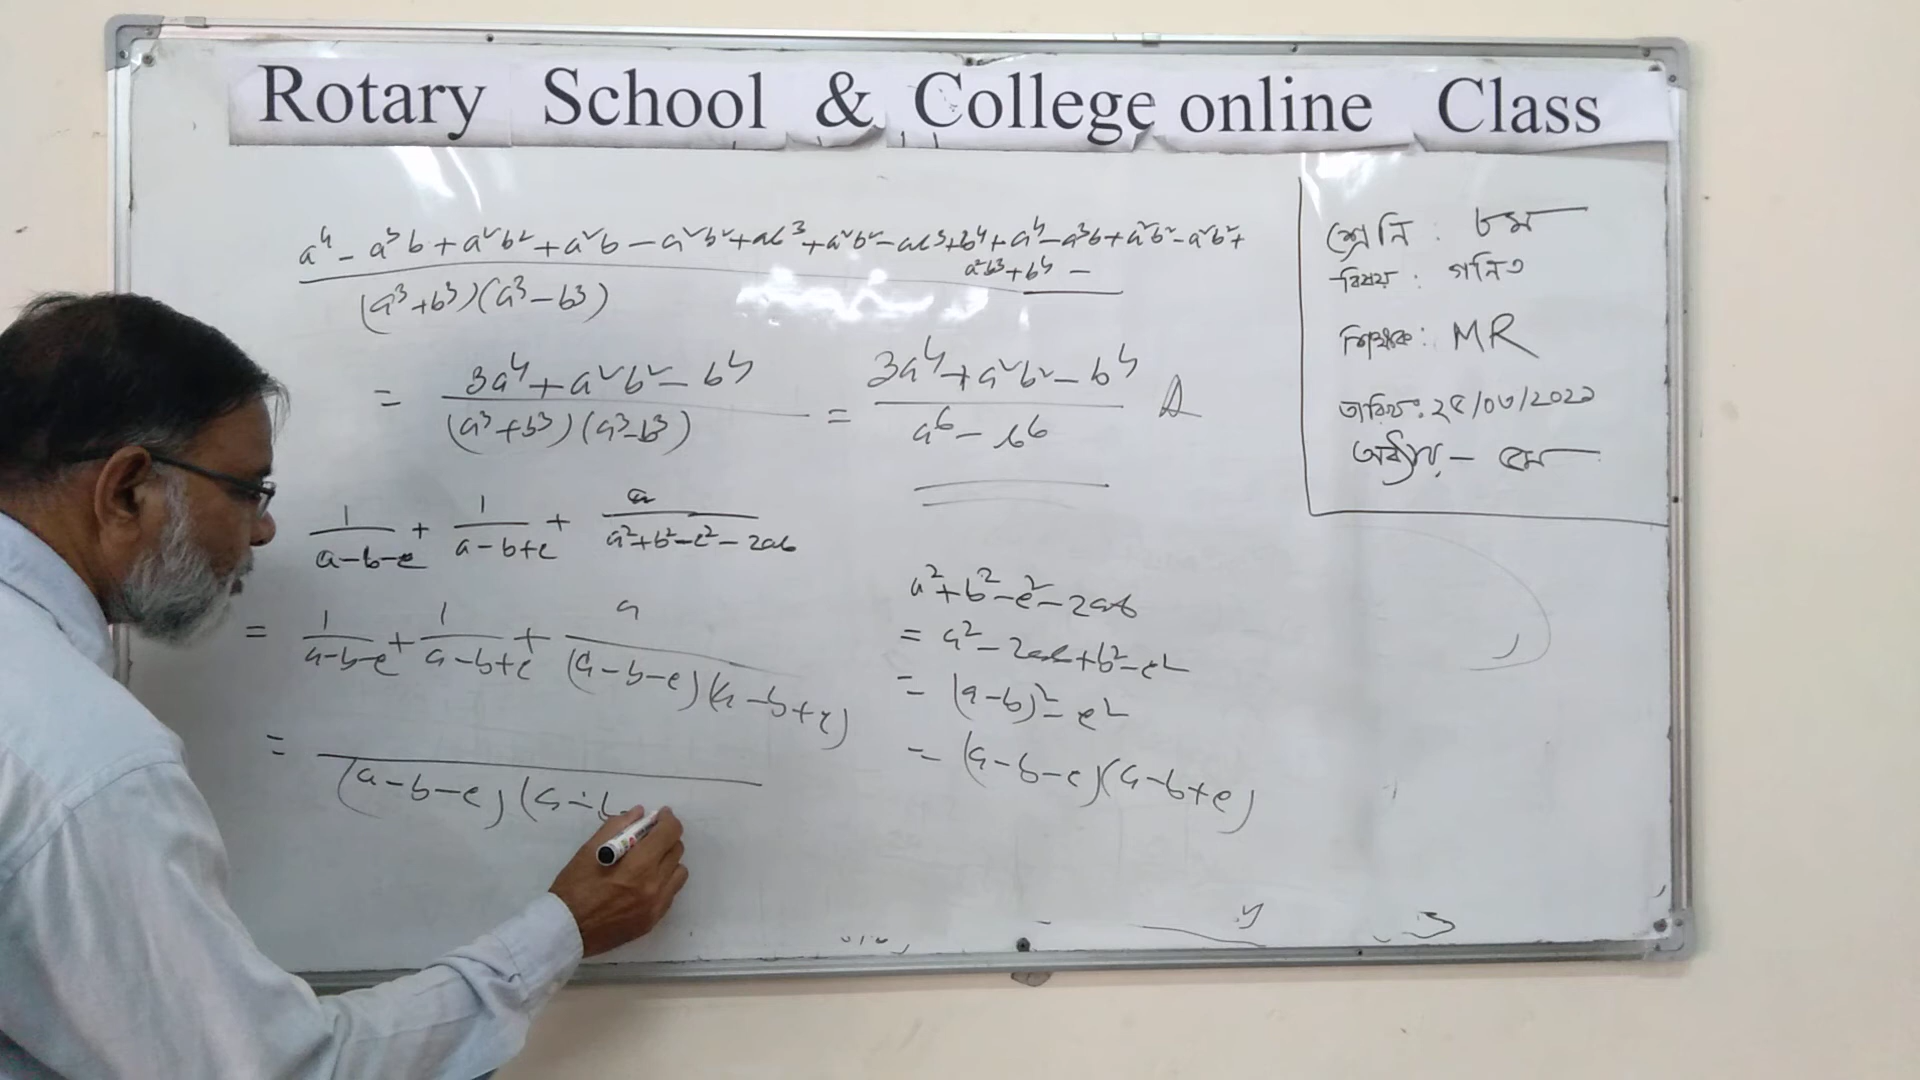 Rotary School & College online Class
a⁴ - a³b + a²b² + a²b - a²b² + ab³ + a²b² - ab³ + b⁴ + a⁴ - a³b + a²b² - a²b² +
a²b³ + b⁴ -
(a³+b³)(a³-b³)
= 3a⁴ + a²b² - b⁴ / (a³+b³)(a³-b³) = 3a⁴ + a²b² - b⁴ / a⁶ - b⁶
1/(a-b-c) + 1/(a-b+c) + a/(a²+b²-c²-2ab)
= 1/(a-b-c) + 1/(a-b+c) + a/((a-b-c)(a-b+c))
=
(a-b-c)(a-b
a²+b²-c²-2ab
= a²-2ab+b²-c²
= (a-b)²-c²
= (a-b-c)(a-b+c)
শ্রেনি : ৮ম
বিষয় : গনিত
শিক্ষক : MR
তারিখ:
অধ্যায় - ৫ম